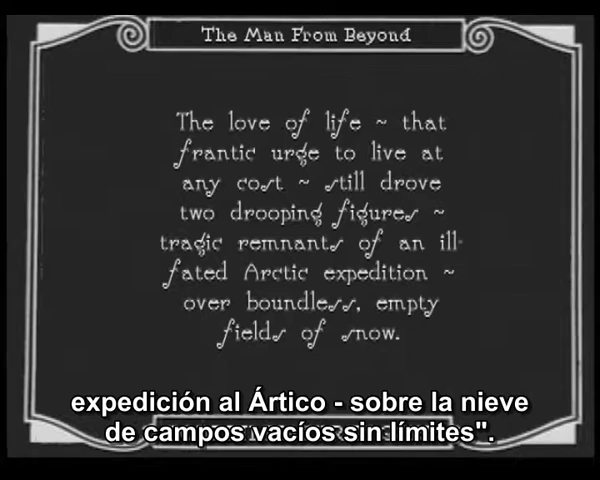 The Man From Beyond
The love of life ~ that
frantic urge to live at
any cost ~ still drove
two drooping figures ~
tragic remnants of an ill-
fated Arctic expedition ~
over boundless, empty
fields of snow.
expedición al Ártico - sobre la nieve
de campos vacíos sin límites".